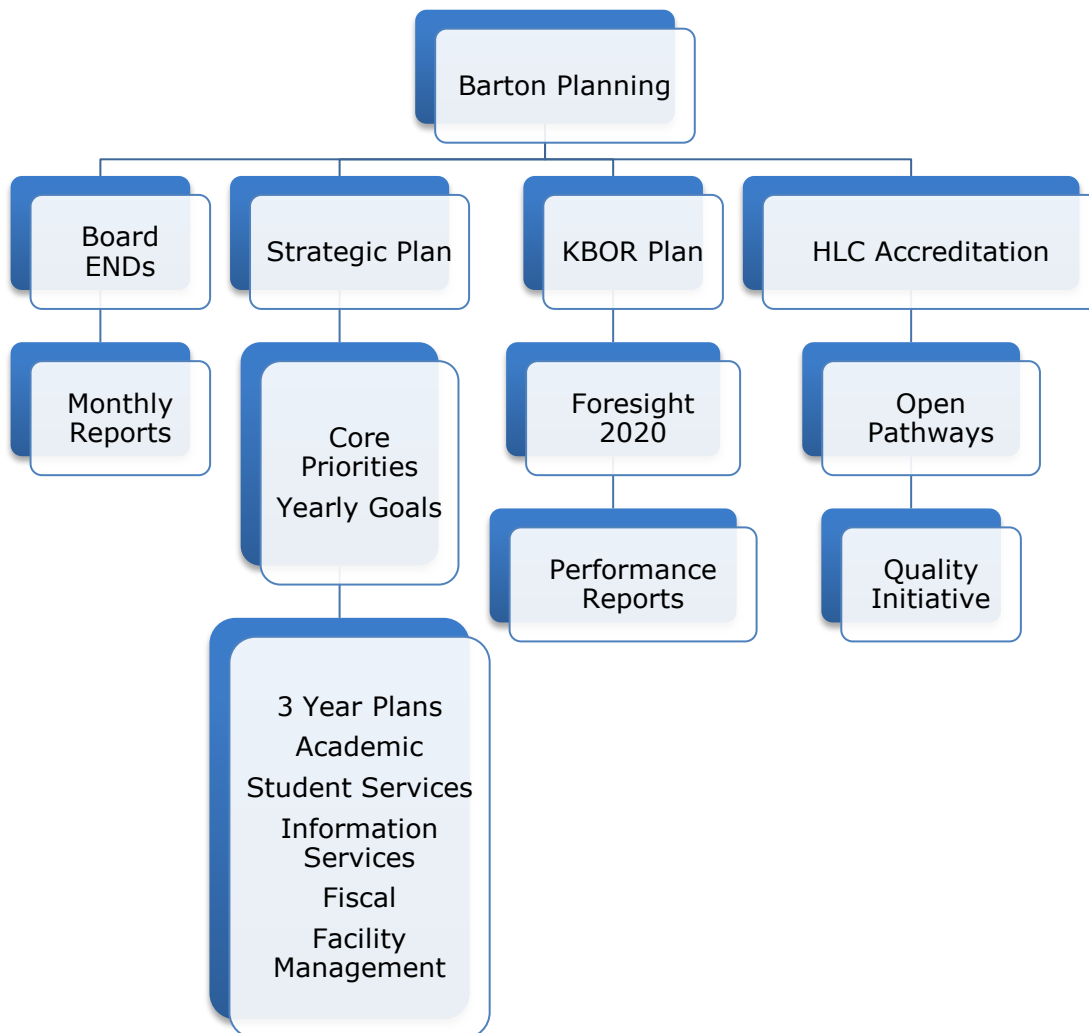 Barton Planning
Board
ENDs
Strategic Plan
KBOR Plan
HLC Accreditation
Monthly
Reports
Core
Priorities
Yearly Goals
Foresight
2020
Open
Pathways
Performance
Reports
Quality
Initiative
3 Year Plans
Academic
Student Services
Information
Services
Fiscal
Facility
Management